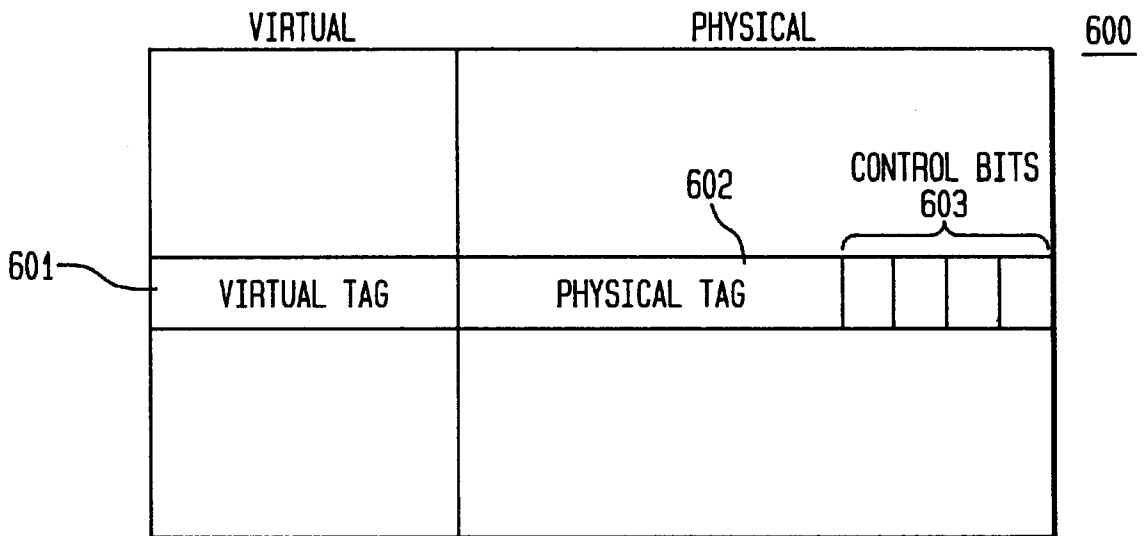 VIRTUAL PHYSICAL 600
CONTROL BITS
602 603
601 VIRTUAL TAG PHYSICAL TAG